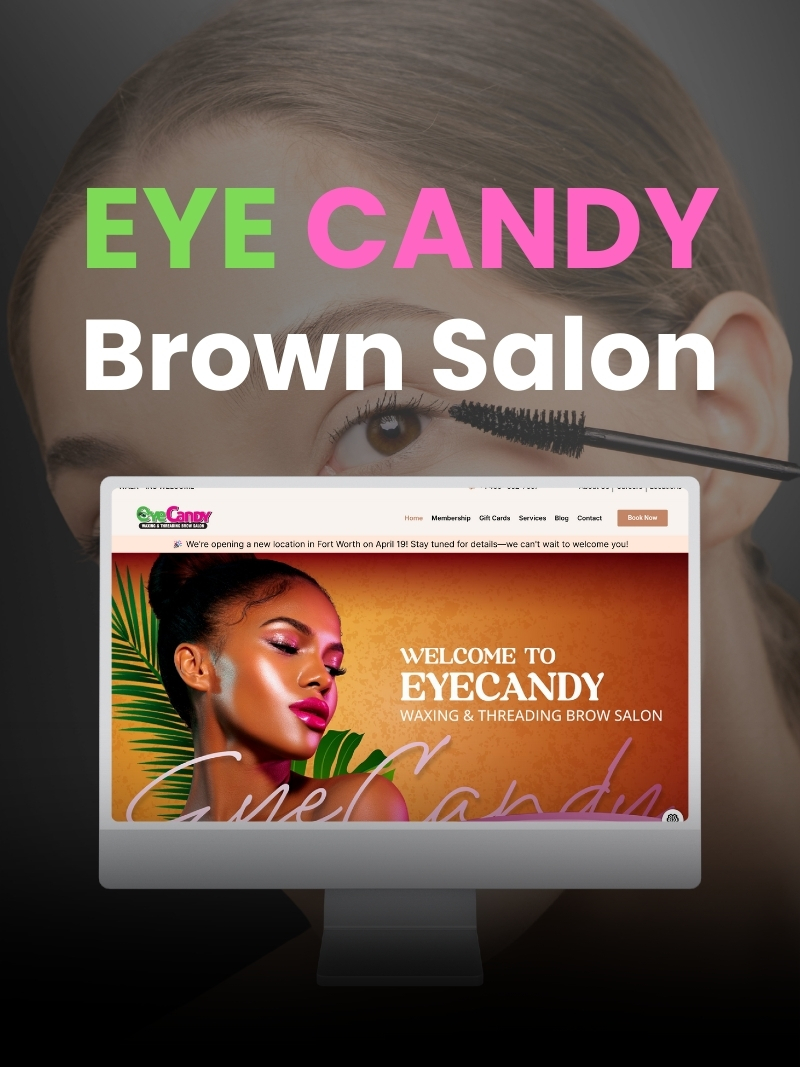 EYE CANDY
Brown Salon
EyeCandy
WAXING & THREADING BROW SALON
Home Membership Gift Cards Services Blog Contact Book Now
🎉 We're opening a new location in Fort Worth on April 19! Stay tuned for details—we can't wait to welcome you!
WELCOME TO
EYECANDY
WAXING & THREADING BROW SALON
EyeCandy